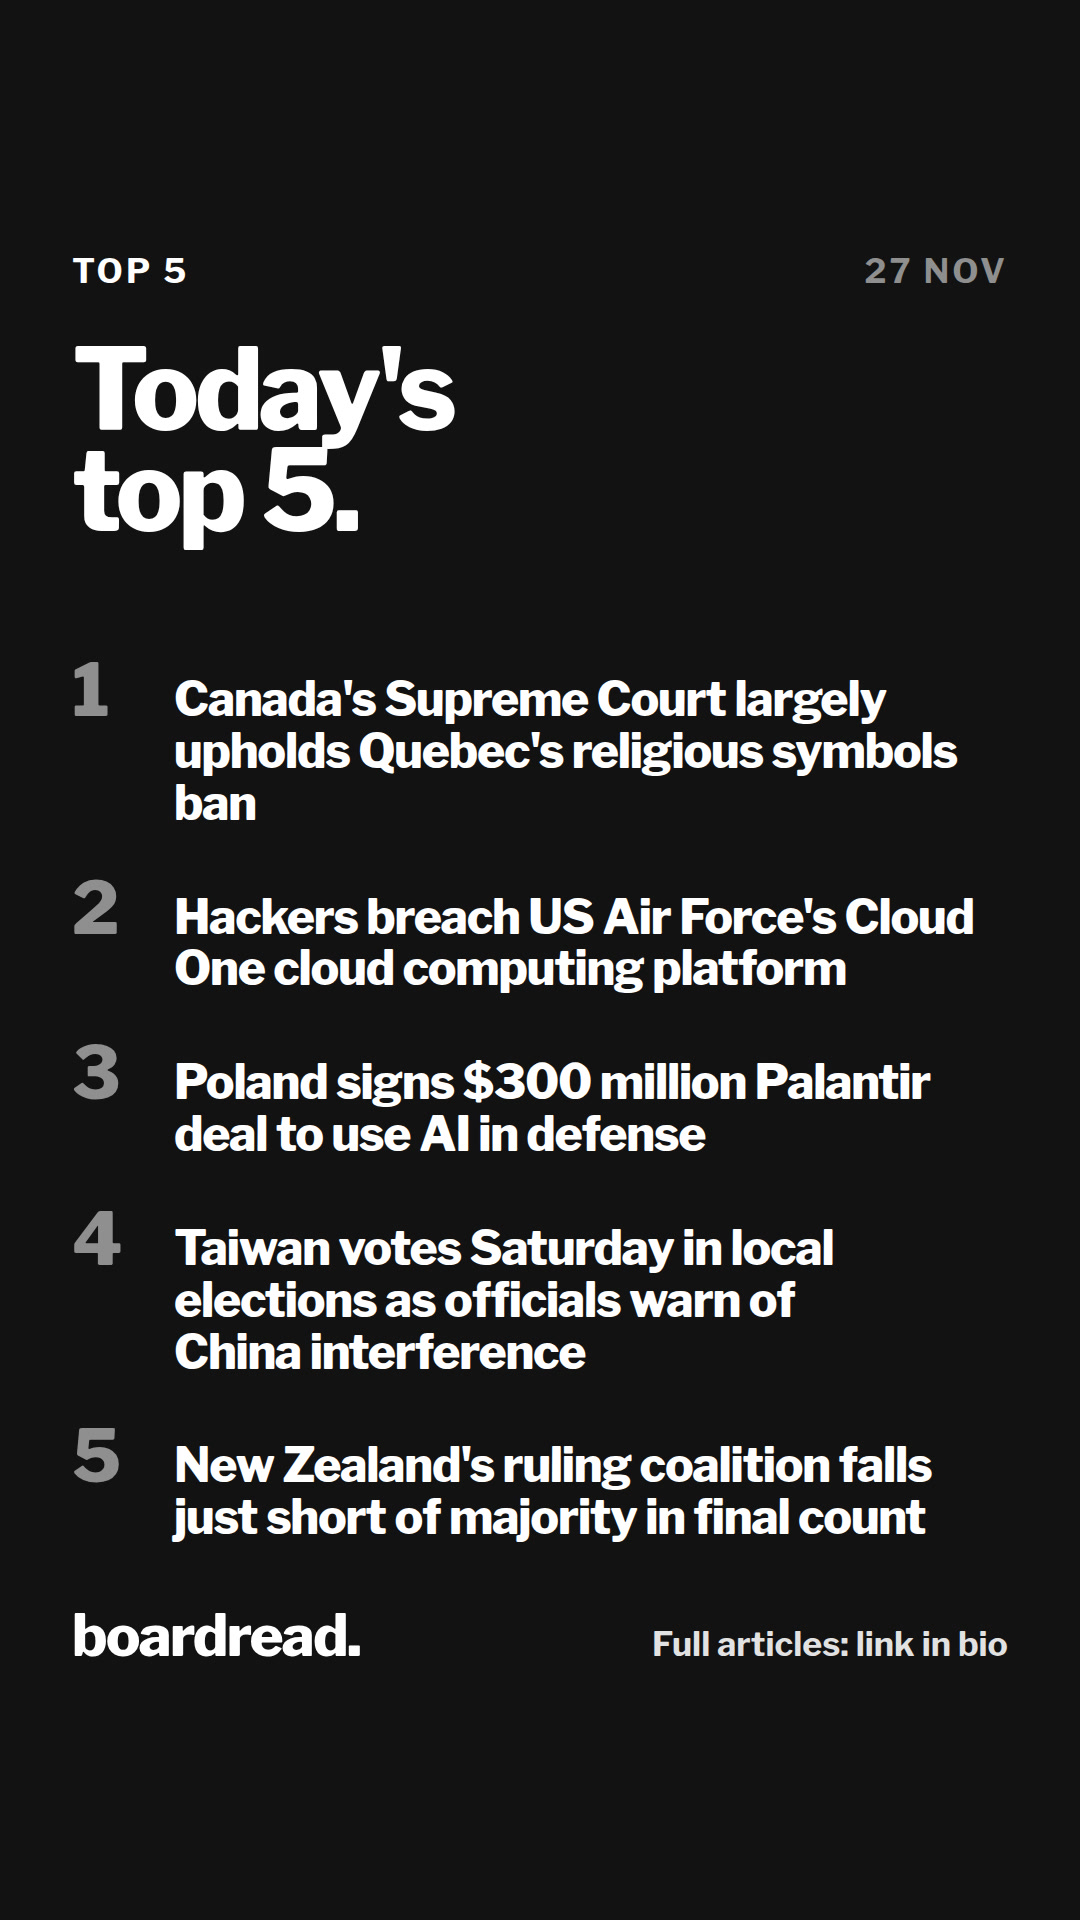 TOP 5
27 NOV
Today's
top 5.
1
Canada's Supreme Court largely
upholds Quebec's religious symbols
ban
2
Hackers breach US Air Force's Cloud
One cloud computing platform
3
Poland signs $300 million Palantir
deal to use AI in defense
4
Taiwan votes Saturday in local
elections as officials warn of
China interference
5
New Zealand's ruling coalition falls
just short of majority in final count
boardread.
Full articles: link in bio